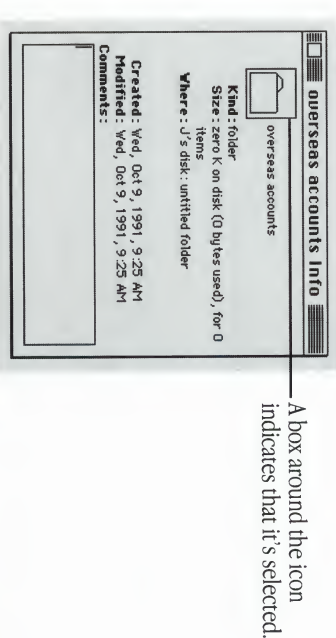 overseas accounts Info
overseas accounts
Kind: folder
Size: zero K on disk (0 bytes used), for 0
items
Where: J's disk: untitled folder
Created: Wed, Oct 9, 1991, 9:25 AM
Modified: Wed, Oct 9, 1991, 9:25 AM
Comments:
A box around the icon
indicates that it's selected.